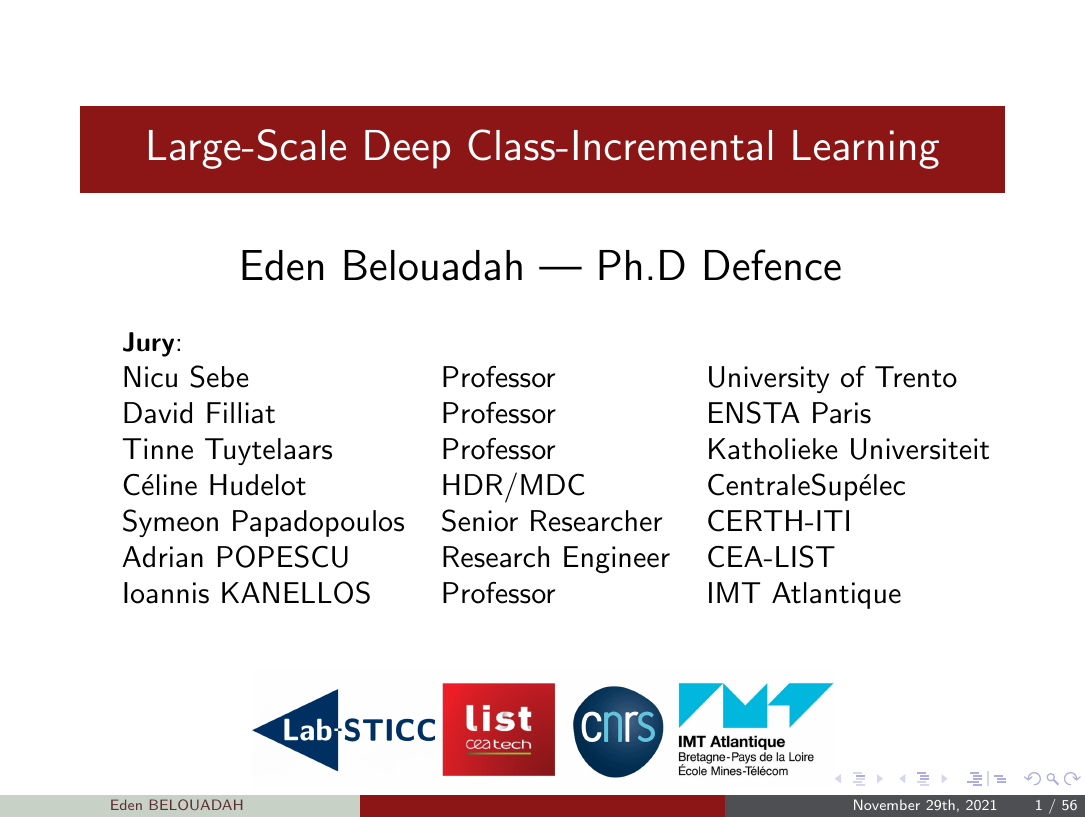 Large-Scale Deep Class-Incremental Learning
Eden Belouadah — Ph.D Defence
Jury:
Nicu Sebe Professor University of Trento
David Filliat Professor ENSTA Paris
Tinne Tuytelaars Professor Katholieke Universiteit
Céline Hudelot HDR/MDC CentraleSupélec
Symeon Papadopoulos Senior Researcher CERTH-ITI
Adrian POPESCU Research Engineer CEA-LIST
Ioannis KANELLOS Professor IMT Atlantique
Lab-STICC
list
ceatech
cnrs
IMT Atlantique
Bretagne-Pays de la Loire
École Mines-Télécom
Eden BELOUADAH November 29th, 2021 1 / 56